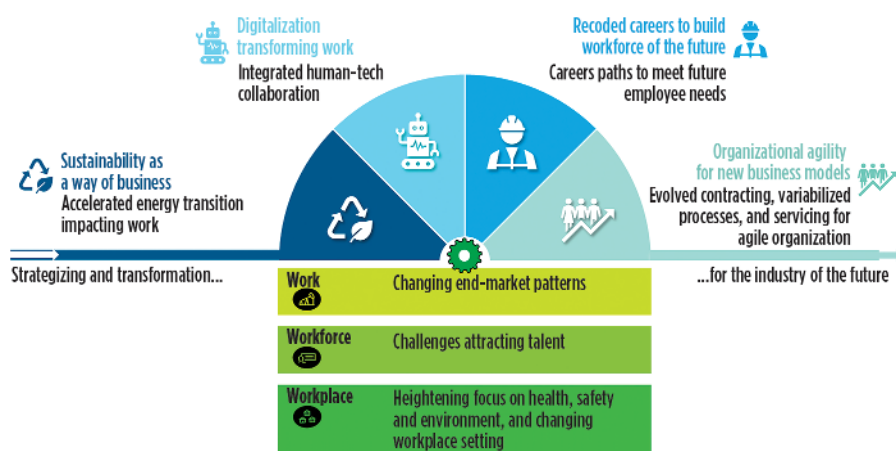 Digitalization
transforming work
Integrated human-tech
collaboration
Recoded careers to build
workforce of the future
Careers paths to meet future
employee needs
Sustainability as
a way of business
Accelerated energy transition
impacting work
Organizational agility
for new business models
Evolved contracting, variabilized
processes, and servicing for
agile organization
Strategizing and transformation...
...for the industry of the future
Work
Changing end-market patterns
Workforce
Challenges attracting talent
Workplace
Heightening focus on health, safety
and environment, and changing
workplace setting